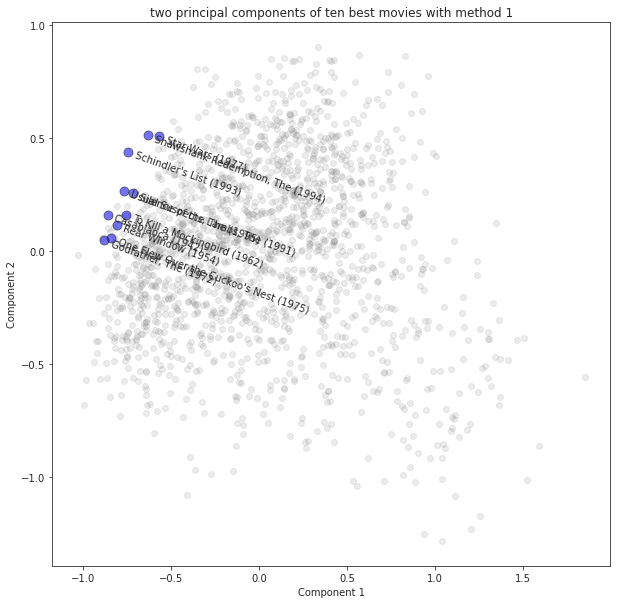 two principal components of ten best movies with method 1
1.0
0.5
0.0
−0.5
−1.0
Component 2
Star Wars (1977)
Shawshank Redemption, The (1994)
Schindler's List (1993)
Usual Suspects, The (1995)
Silence of the Lambs, The (1991)
To Kill a Mockingbird (1962)
Casablanca (1942)
Rear Window (1954)
One Flew Over the Cuckoo's Nest (1975)
Godfather, The (1972)
−1.0
−0.5
0.0
0.5
1.0
1.5
Component 1